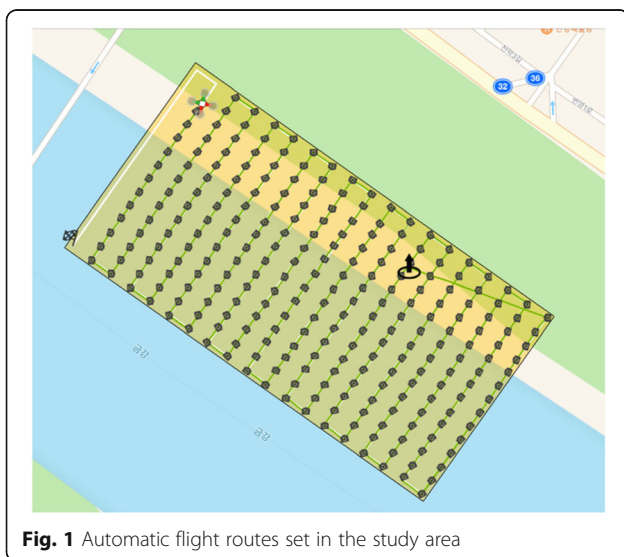 32
36
금강
금강
Fig. 1 Automatic flight routes set in the study area